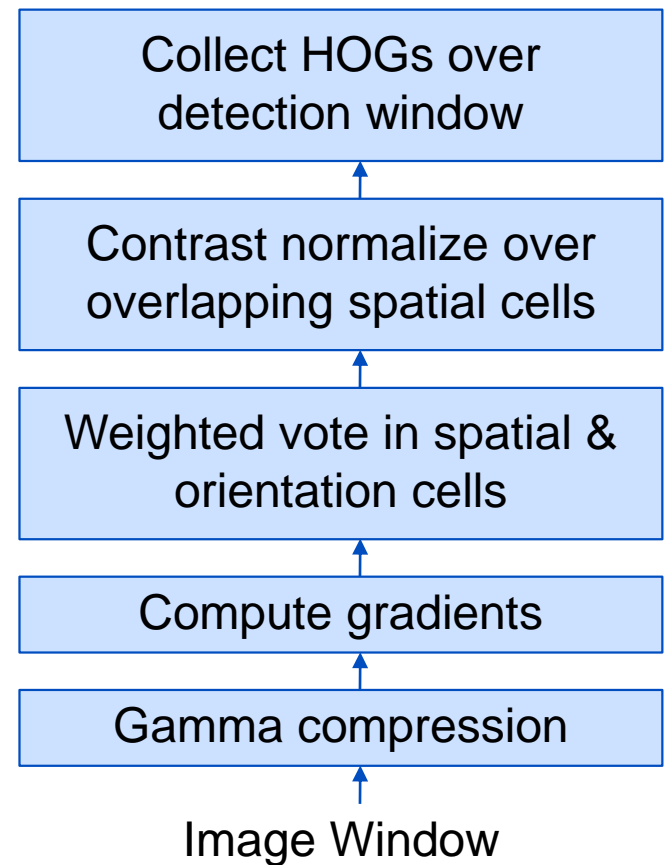 Collect HOGs over
detection window
Contrast normalize over
overlapping spatial cells
Weighted vote in spatial &
orientation cells
Compute gradients
Gamma compression
Image Window